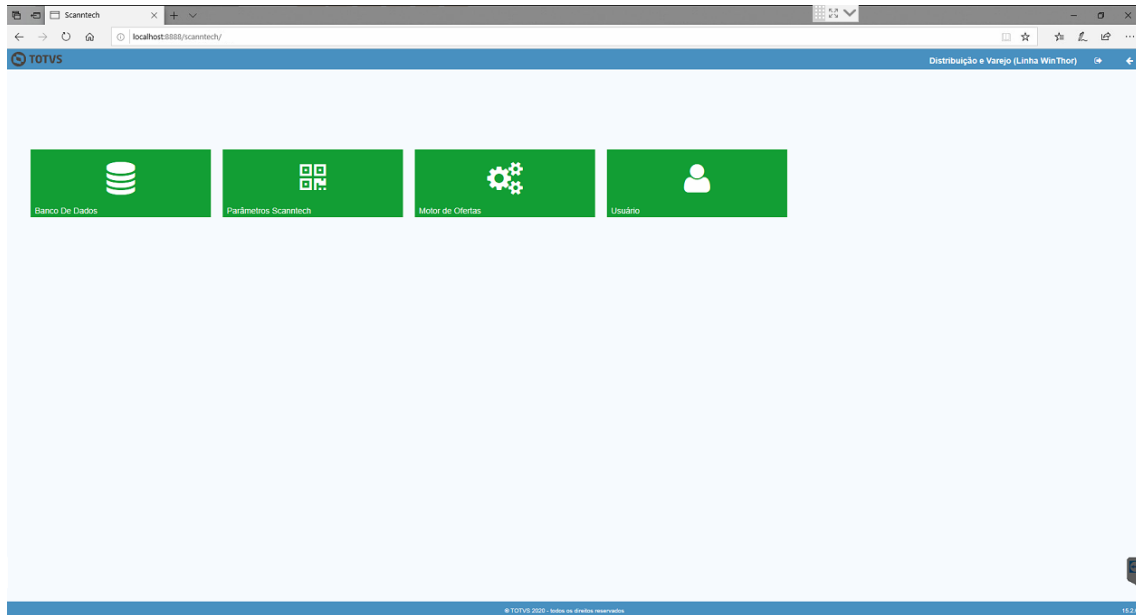 Scanntech
localhost:8888/scanntech/
TOTVS
Distribuição e Varejo (Linha WinThor)
Banco De Dados
Parâmetros Scanntech
Motor de Ofertas
Usuário
© TOTVS 2020 - todos os direitos reservados